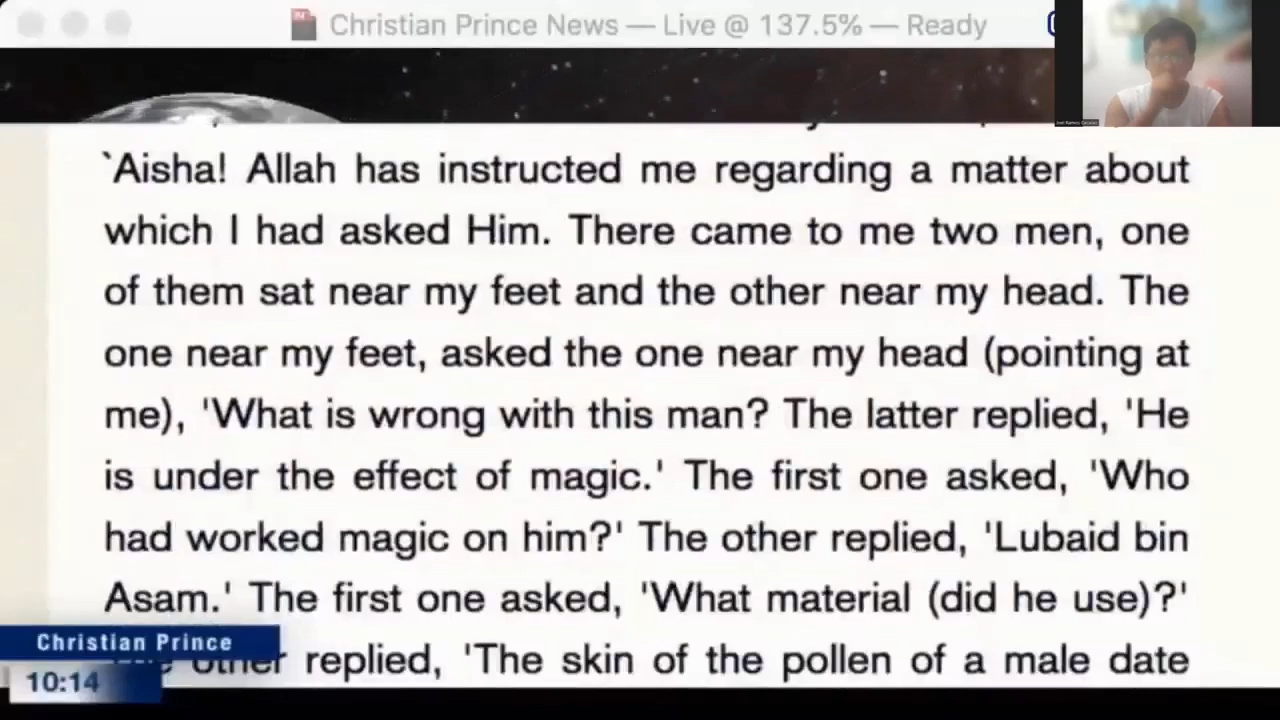 Christian Prince News — Live @ 137.5% — Ready
`Aisha! Allah has instructed me regarding a matter about
which I had asked Him. There came to me two men, one
of them sat near my feet and the other near my head. The
one near my feet, asked the one near my head (pointing at
me), 'What is wrong with this man? The latter replied, 'He
is under the effect of magic.' The first one asked, 'Who
had worked magic on him?' The other replied, 'Lubaid bin
Asam.' The first one asked, 'What material (did he use)?'
other replied, 'The skin of the pollen of a male date
Christian Prince
10:14